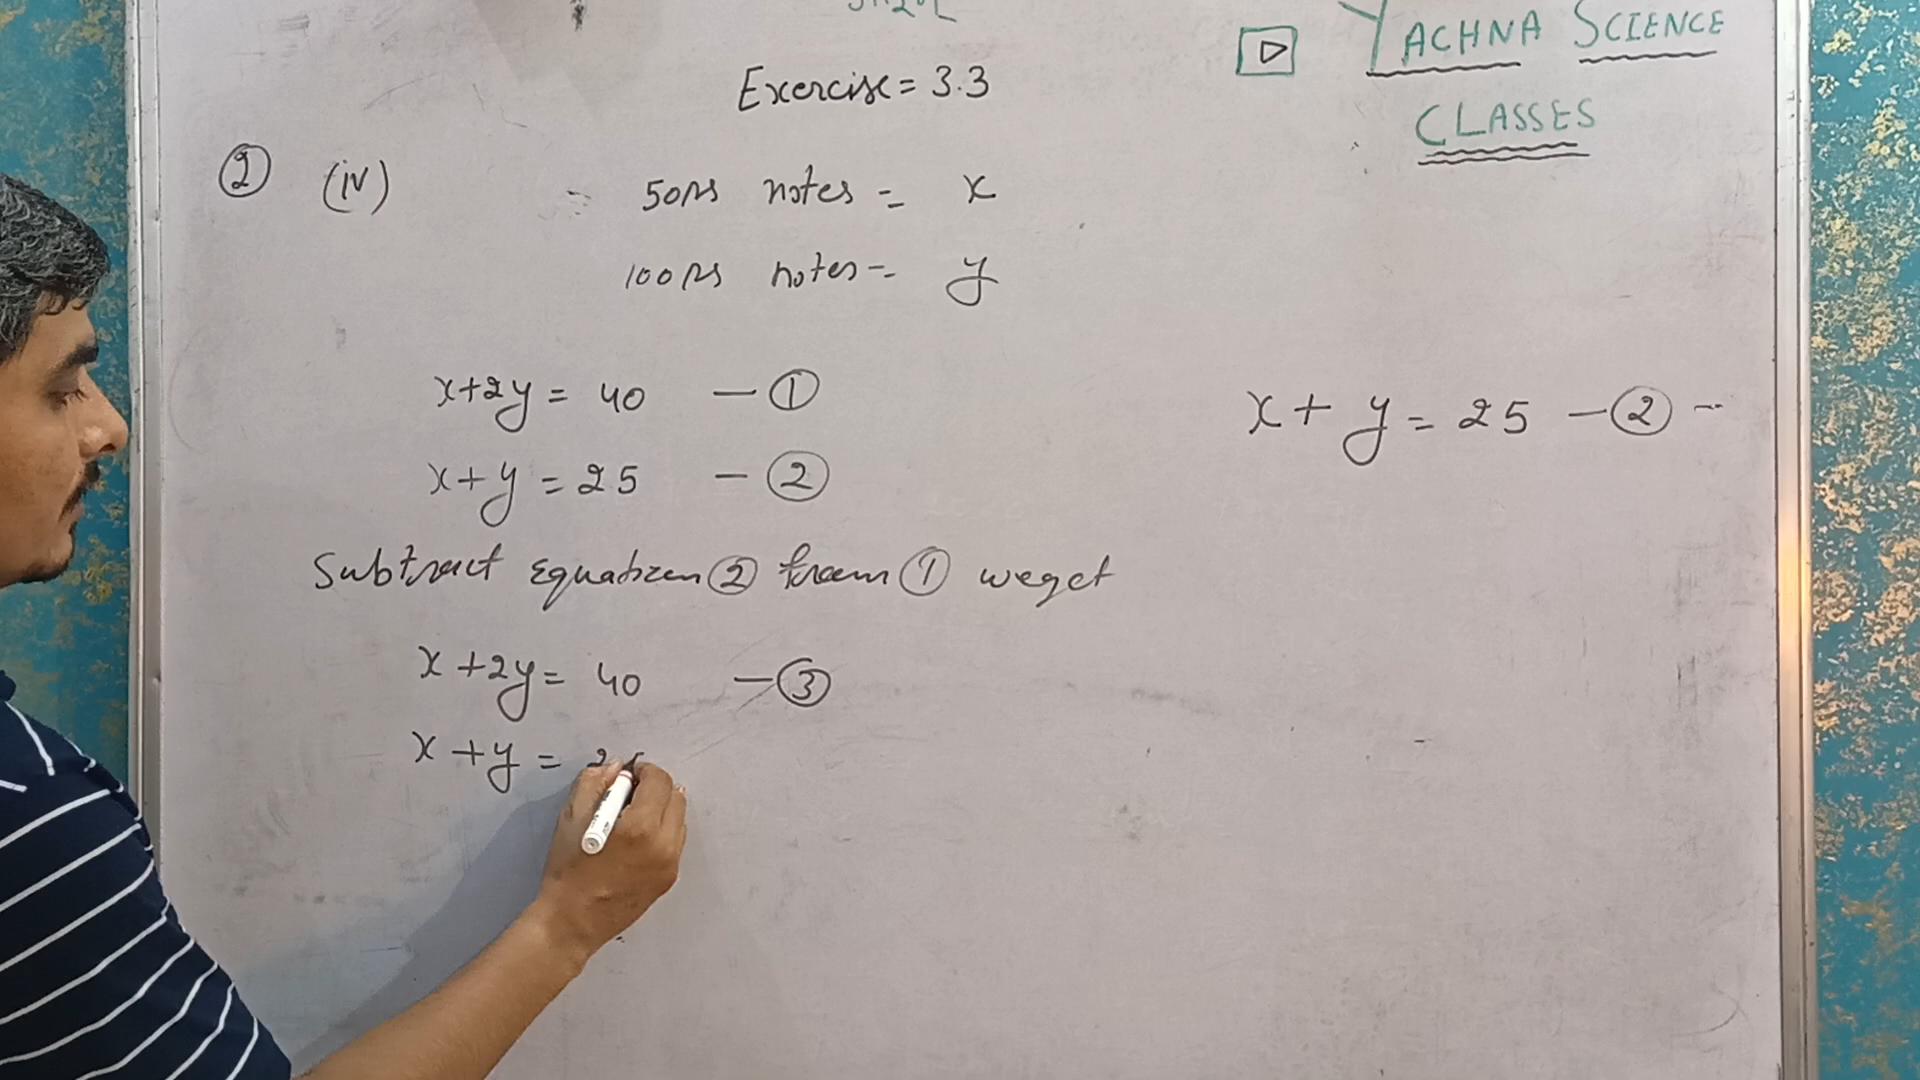 YACHNA SCIENCE
CLASSES
Exercise = 3.3
② (iv) = 50Rs notes = x
100Rs notes = y
x+2y = 40 — ①
x+y = 25 — ②
x + y = 25 — ②
Subtract equation ② from ① we get
x + 2y = 40 — ③
x + y = 25